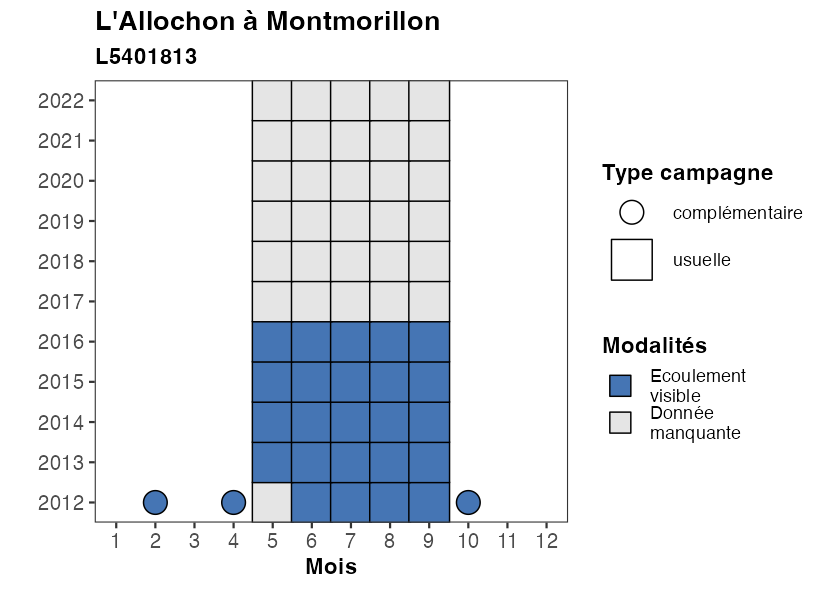 L'Allochon à Montmorillon
L5401813
2022
2021
2020
2019
2018
2017
2016
2015
2014
2013
2012
1 2 3 4 5 6 7 8 9 10 11 12
Mois
Type campagne
complémentaire
usuelle
Modalités
Ecoulement
visible
Donnée
manquante